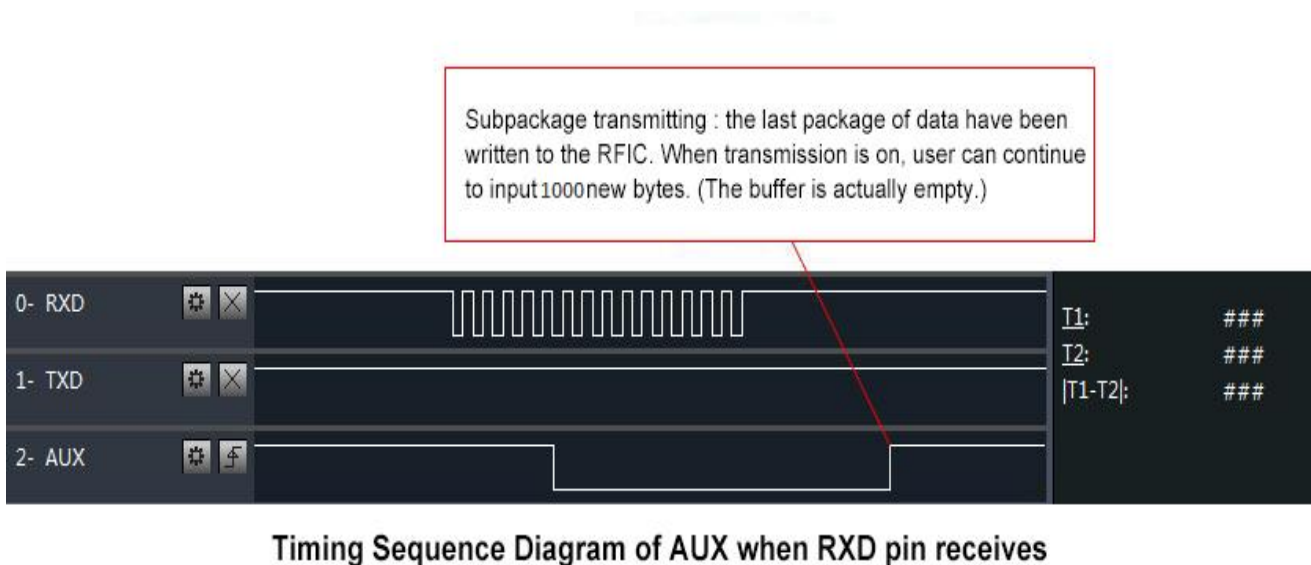 Subpackage transmitting : the last package of data have been
written to the RFIC. When transmission is on, user can continue
to input 1000 new bytes. (The buffer is actually empty.)
0- RXD
T1: ###
T2: ###
1- TXD
|T1-T2|: ###
2- AUX
Timing Sequence Diagram of AUX when RXD pin receives